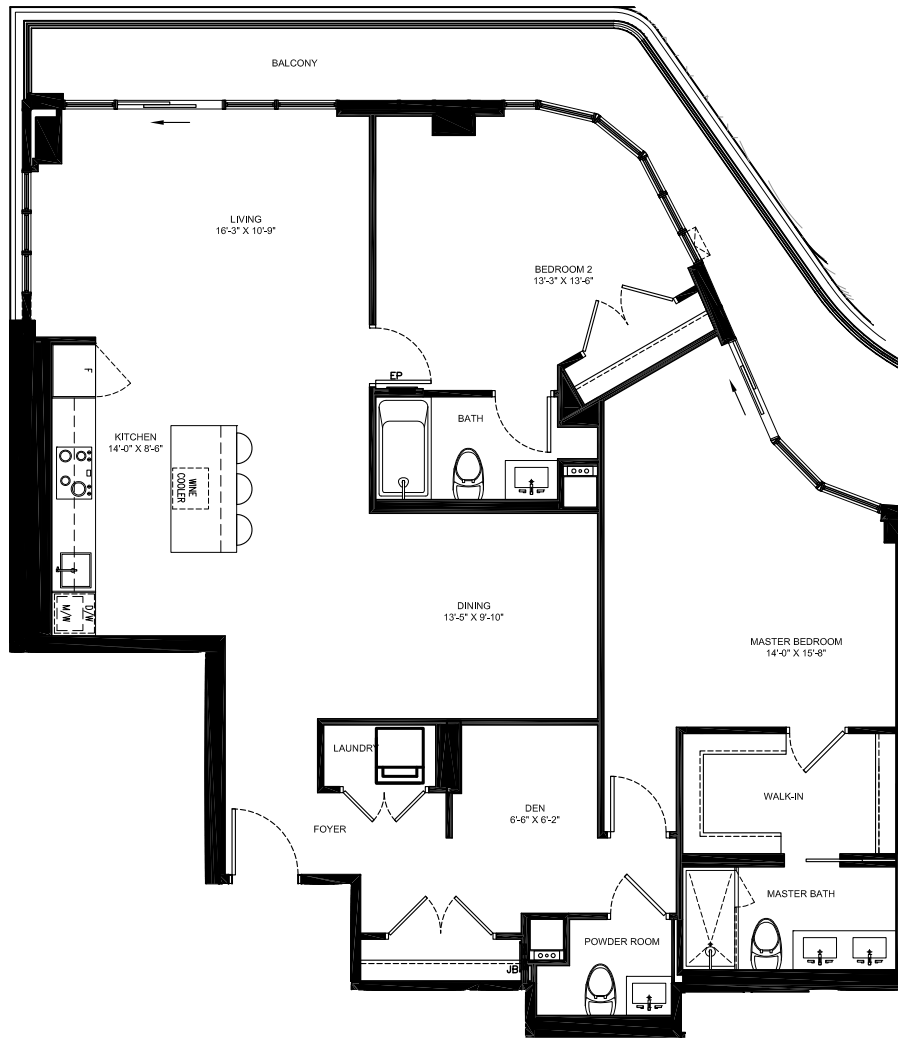 BALCONY
LIVING
16'-3" X 10'-9"
BEDROOM 2
13'-3" X 13'-6"
F
EP
BATH
KITCHEN
14'-0" X 8'-6"
WINE
COOLER
D/W
M/W
DINING
13'-5" X 9'-10"
MASTER BEDROOM
14'-0" X 15'-8"
LAUNDRY
WALK-IN
DEN
6'-6" X 6'-2"
FOYER
MASTER BATH
POWDER ROOM
JB